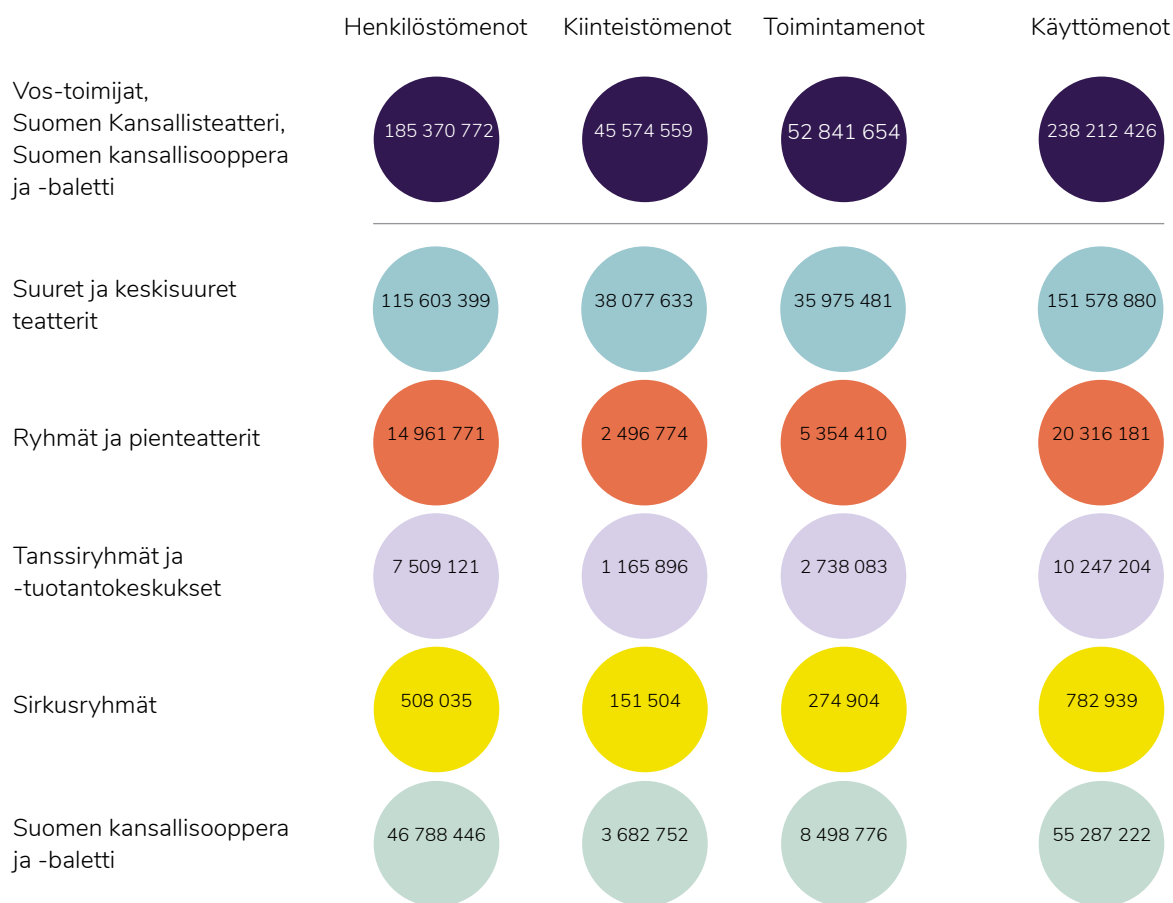 Henkilöstömenot Kiinteistömenot Toimintamenot Käyttömenot
Vos-toimijat,
Suomen Kansallisteatteri,
Suomen kansallisooppera
ja -baletti
185 370 772 45 574 559 52 841 654 238 212 426
Suuret ja keskisuuret
teatterit
115 603 399 38 077 633 35 975 481 151 578 880
Ryhmät ja pienteatterit
14 961 771 2 496 774 5 354 410 20 316 181
Tanssiryhmät ja
-tuotantokeskukset
7 509 121 1 165 896 2 738 083 10 247 204
Sirkusryhmät
508 035 151 504 274 904 782 939
Suomen kansallisooppera
ja -baletti
46 788 446 3 682 752 8 498 776 55 287 222